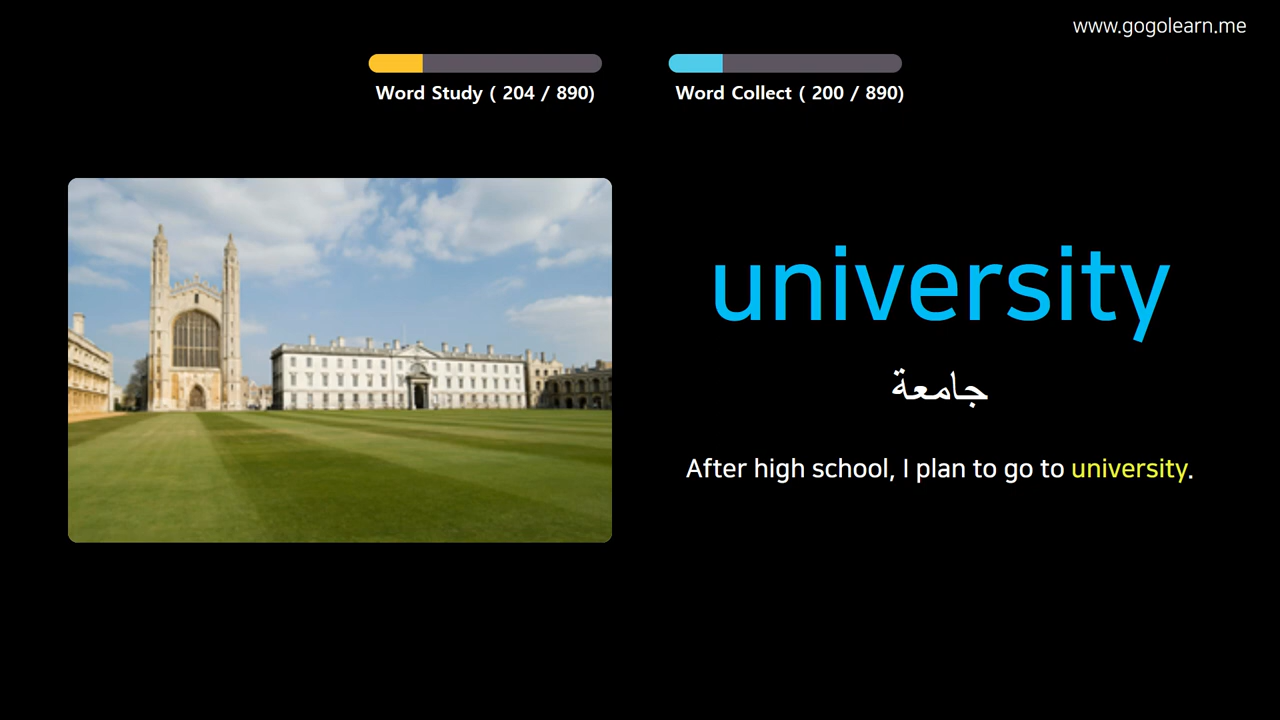 www.gogolearn.me
Word Study ( 204 / 890)
Word Collect ( 200 / 890)
university
جامعة
After high school, I plan to go to university.